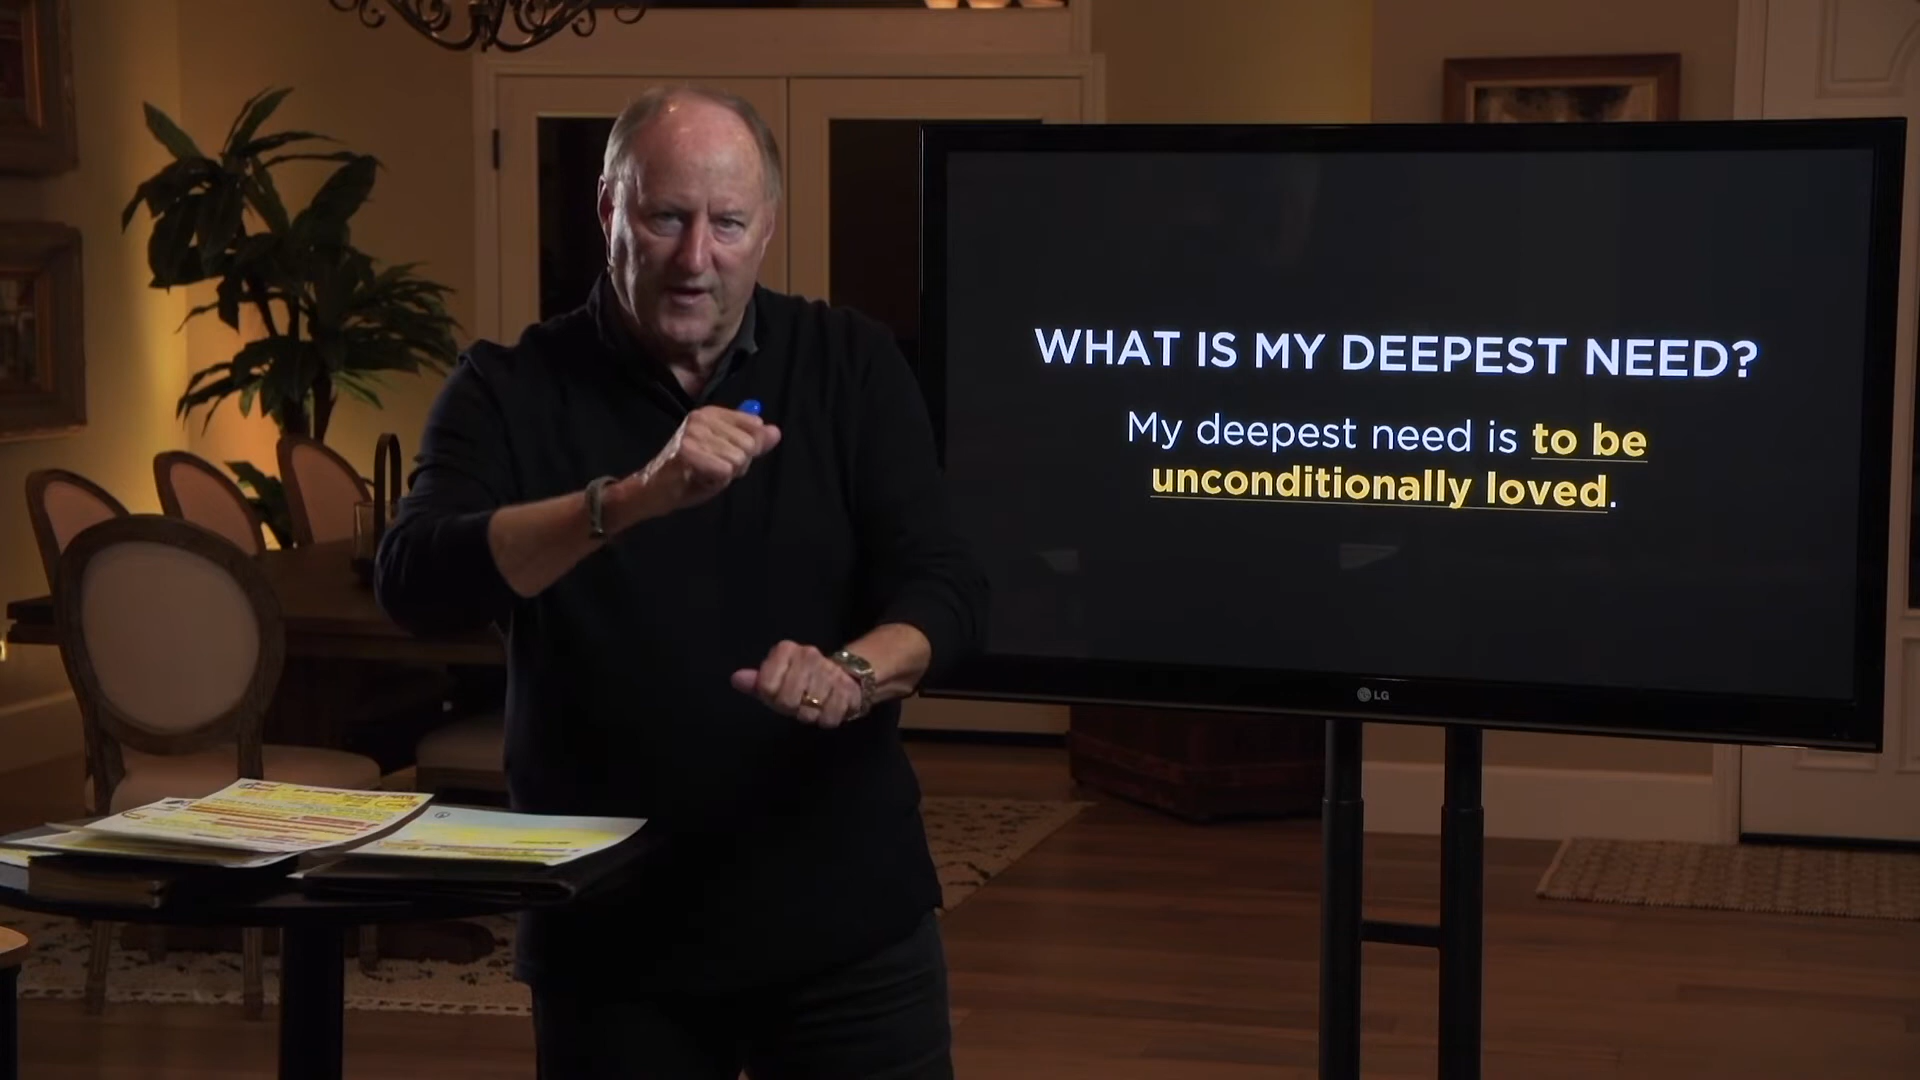 WHAT IS MY DEEPEST NEED?
My deepest need is to be
unconditionally loved.
LG